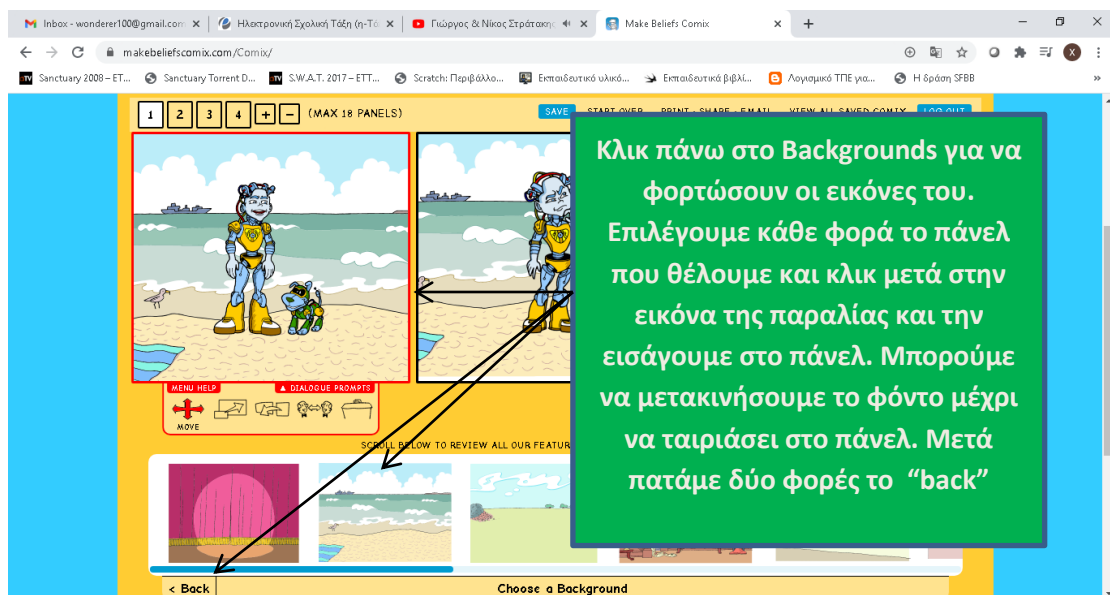 Inbox - wonderer100@gmail.com
Ηλεκτρονική Σχολική Τάξη (η-Τά
Γιώργος & Νίκος Στράτακης
Make Beliefs Comix
makebeliefscomix.com/Comix/
X
Sanctuary 2008 – ET...
Sanctuary Torrent D...
S.W.A.T. 2017 – ETT...
Scratch: Περιβάλλο...
Εκπαιδευτικό υλικό...
Εκπαιδευτικά βιβλί...
Λογισμικό ΤΠΕ για...
Η δράση SFBB
1 2 3 4 + - (MAX 18 PANELS)
SAVE START OVER PRINT - SHARE - EMAIL VIEW ALL SAVED COMIX LOG OUT
Κλικ πάνω στο Backgrounds για να
φορτώσουν οι εικόνες του.
Επιλέγουμε κάθε φορά το πάνελ
που θέλουμε και κλικ μετά στην
εικόνα της παραλίας και την
εισάγουμε στο πάνελ. Μπορούμε
να μετακινήσουμε το φόντο μέχρι
να ταιριάσει στο πάνελ. Μετά
πατάμε δύο φορές το “back”
MENU HELP
▲ DIALOGUE PROMPTS
MOVE
SCROLL BELOW TO REVIEW ALL OUR FEATUR
< Back
Choose a Background